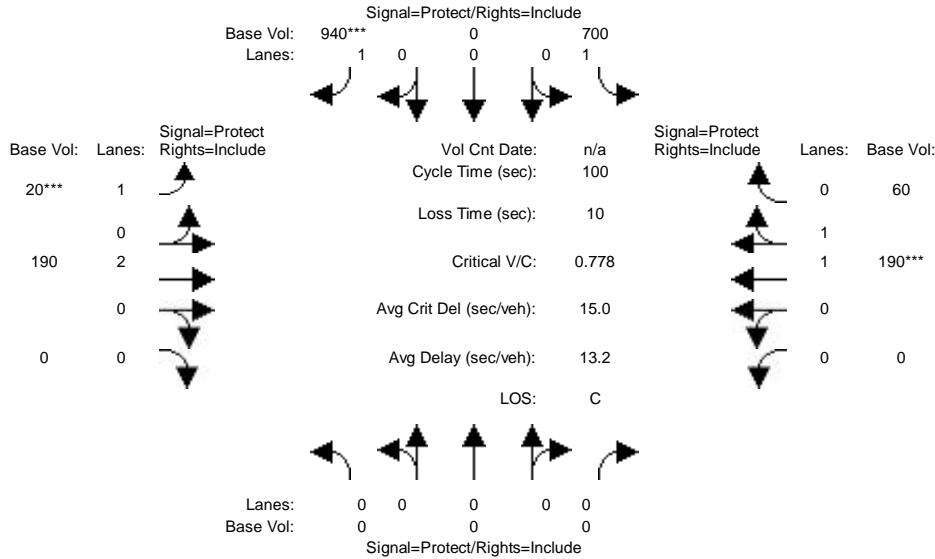 Signal=Protect/Rights=Include
Base Vol: 940*** 0 700
Lanes: 1 0 0 0 1
Signal=Protect
Base Vol: Lanes: Rights=Include
Vol Cnt Date: n/a
Signal=Protect
Rights=Include Lanes: Base Vol:
Cycle Time (sec): 100
20*** 1
0 60
Loss Time (sec): 10
0
1
190 2
Critical V/C: 0.778
1 190***
0
Avg Crit Del (sec/veh): 15.0
0
0 0
Avg Delay (sec/veh): 13.2
0 0
LOS: C
Lanes: 0 0 0 0 0
Base Vol: 0 0 0
Signal=Protect/Rights=Include